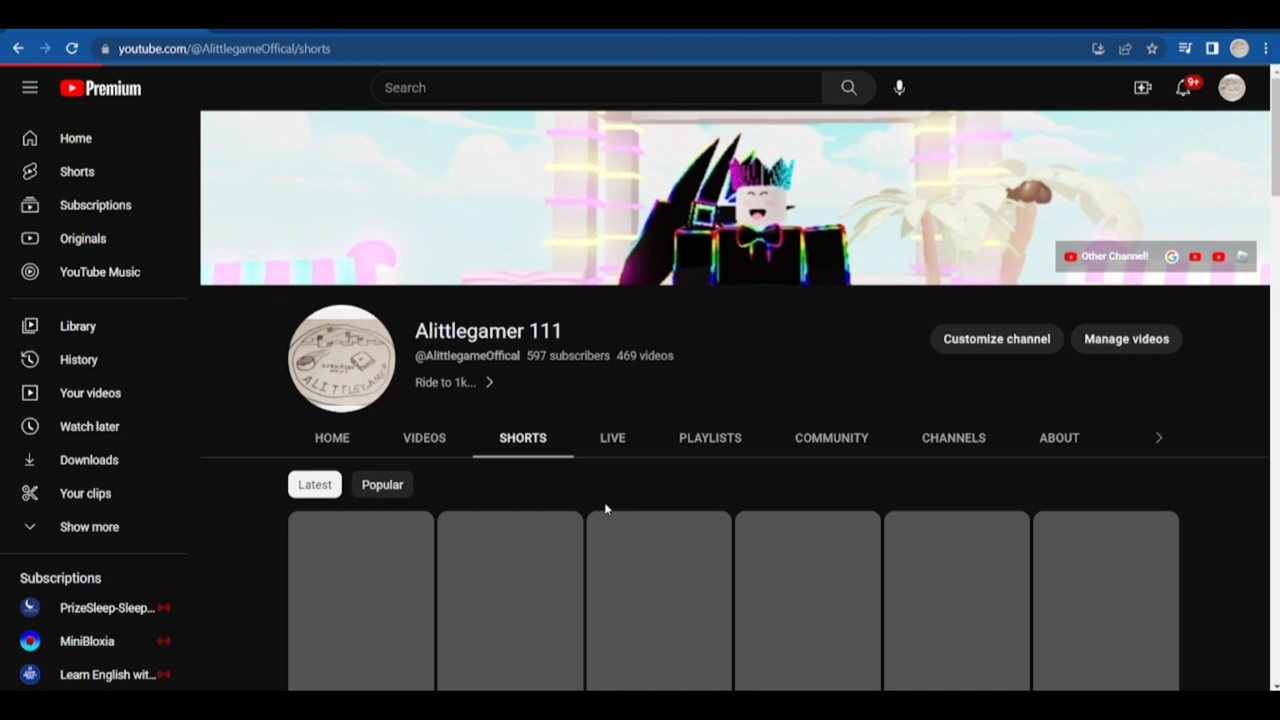 youtube.com/@AlittlegameOffical/shorts
Premium
Search
9+
Home
Shorts
Subscriptions
Originals
YouTube Music
Library
History
Your videos
Watch later
Downloads
Your clips
Show more
Subscriptions
PrizeSleep-Sleep...
MiniBloxia
Learn English wit...
Other Channel!
Alittlegamer 111
@AlittlegameOffical 597 subscribers 469 videos
Ride to 1k...
Customize channel
Manage videos
HOME VIDEOS SHORTS LIVE PLAYLISTS COMMUNITY CHANNELS ABOUT
Latest Popular
ALITTLEGAMER